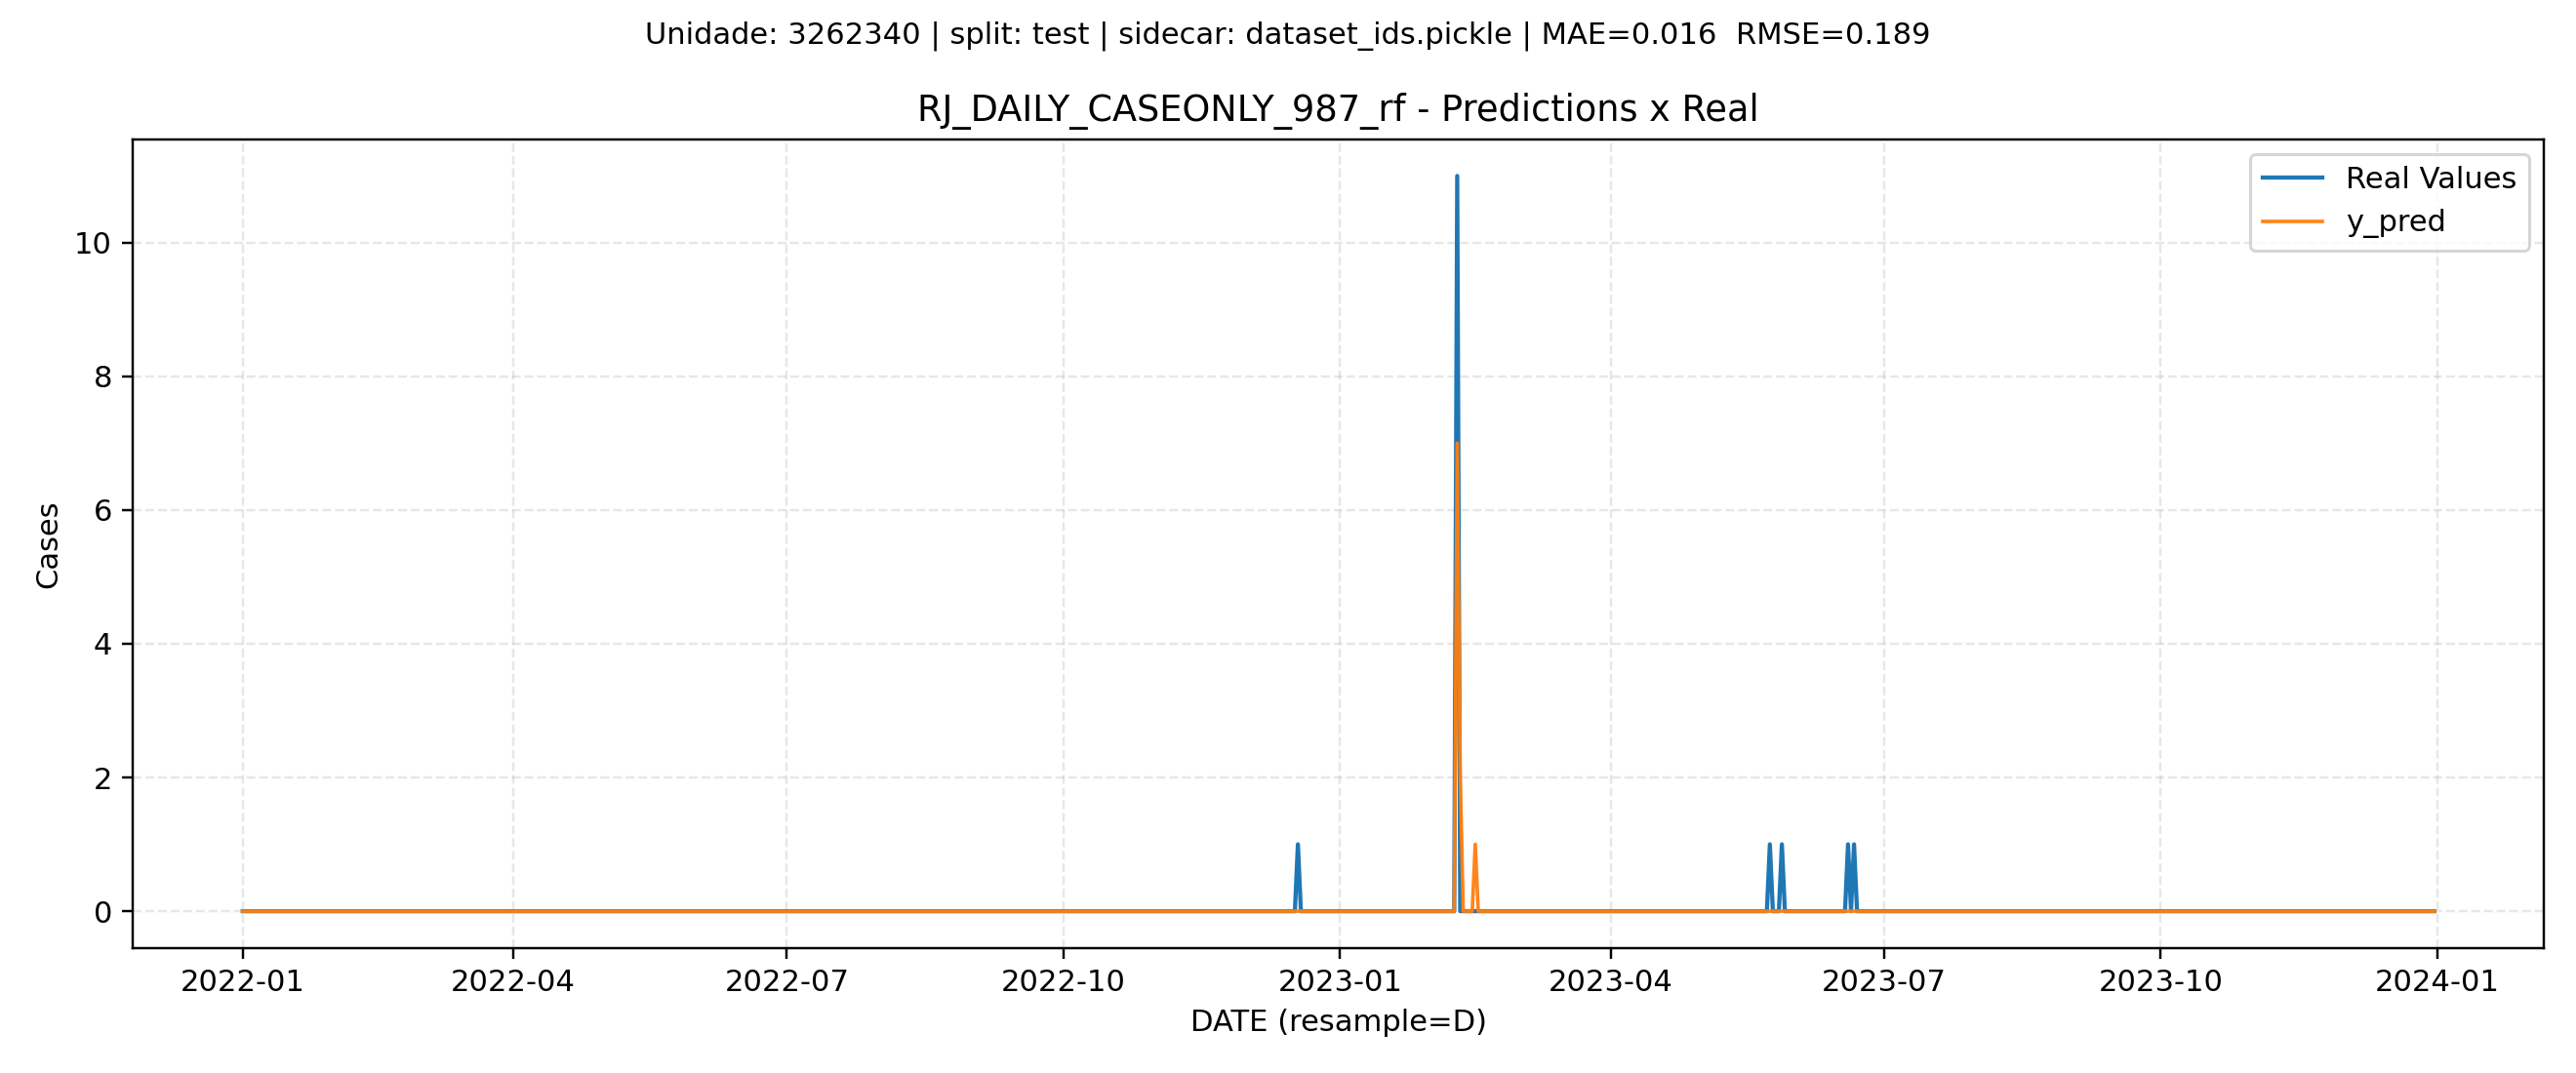 Unidade: 3262340 | split: test | sidecar: dataset_ids.pickle | MAE=0.016  RMSE=0.189
RJ_DAILY_CASEONLY_987_rf - Predictions x Real
Real Values
y_pred
Cases
10
8
6
4
2
0
2022-01 2022-04 2022-07 2022-10 2023-01 2023-04 2023-07 2023-10 2024-01
DATE (resample=D)